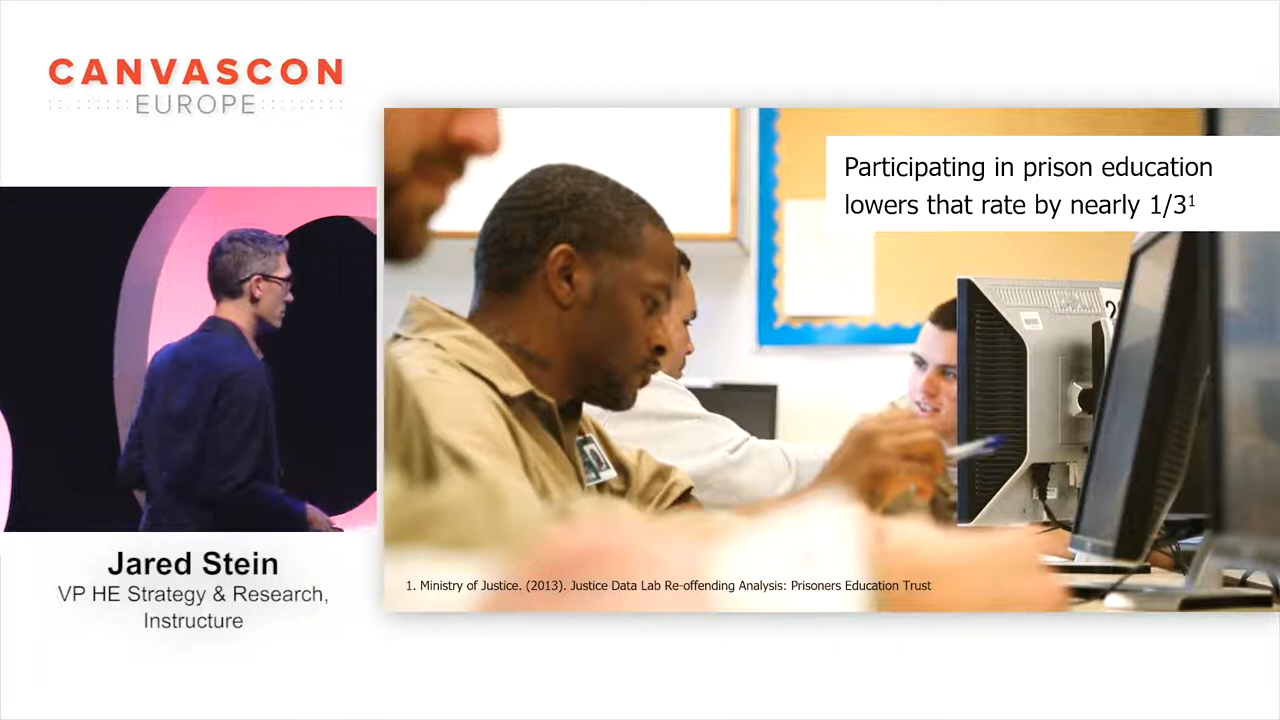 CANVASCON
EUROPE
Participating in prison education
lowers that rate by nearly 1/3¹
1. Ministry of Justice. (2013). Justice Data Lab Re-offending Analysis: Prisoners Education Trust
Jared Stein
VP HE Strategy & Research,
Instructure